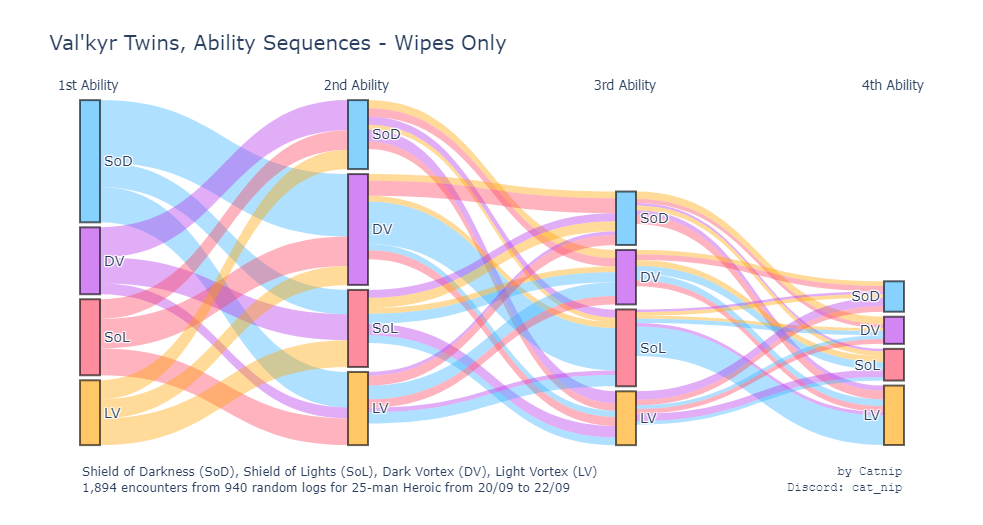 Val'kyr Twins, Ability Sequences - Wipes Only
1st Ability
2nd Ability
3rd Ability
4th Ability
SoD
DV
SoL
LV
SoD
DV
SoL
LV
SoD
DV
SoL
LV
SoD
DV
SoL
LV
Shield of Darkness (SoD), Shield of Lights (SoL), Dark Vortex (DV), Light Vortex (LV)
1,894 encounters from 940 random logs for 25-man Heroic from 20/09 to 22/09
by Catnip
Discord: cat_nip